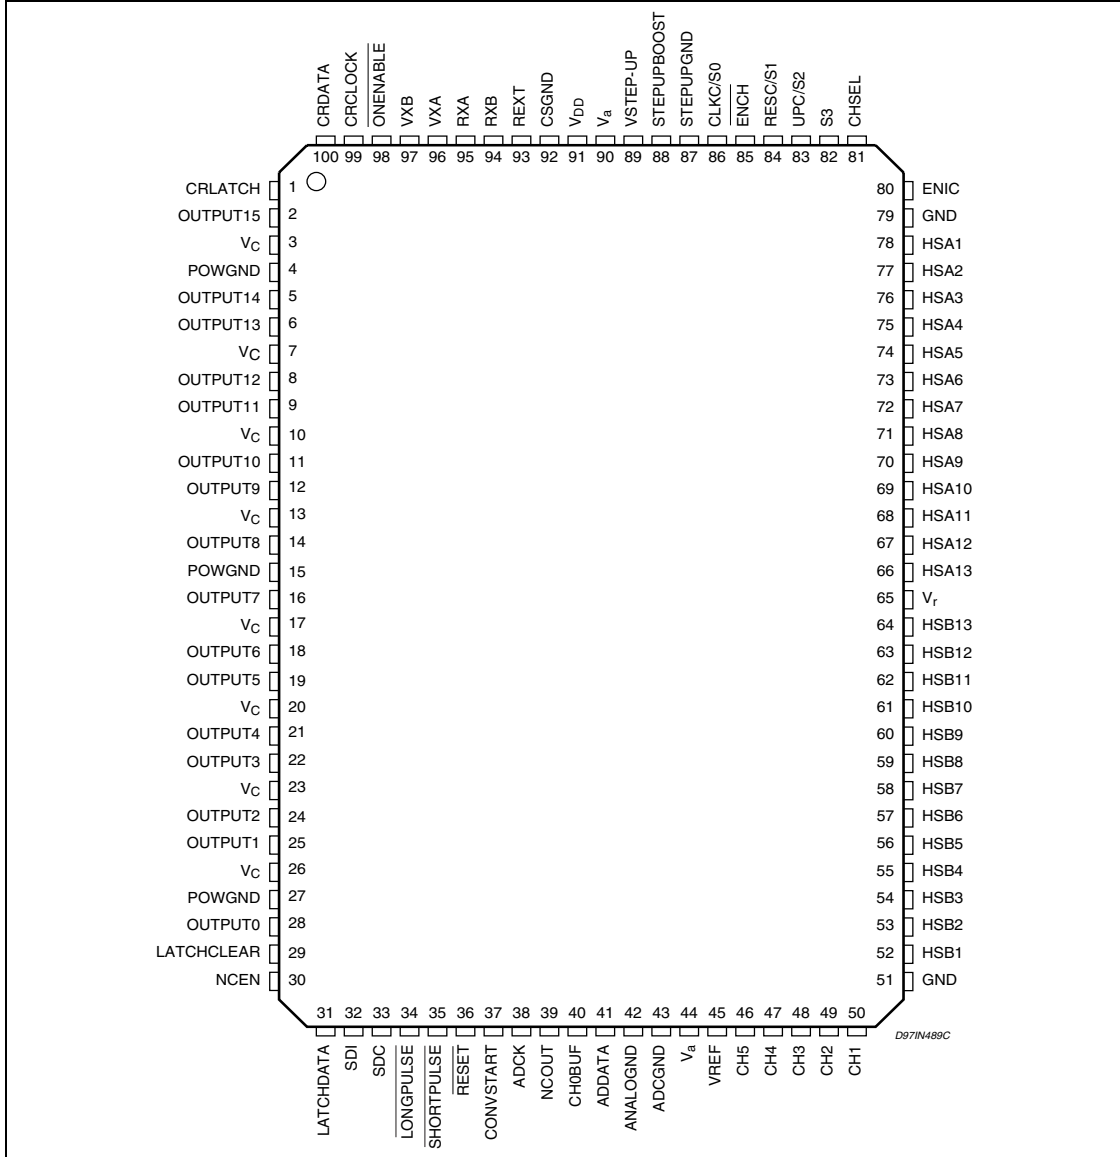 CRDATA
CRCLOCK
ONENABLE
VXB
VXA
RXA
RXB
REXT
CSGND
VDD
Va
VSTEP-UP
STEPUPBOOST
STEPUPGND
CLKC/S0
ENCH
RESC/S1
UPC/S2
S3
CHSEL
100 99 98 97 96 95 94 93 92 91 90 89 88 87 86 85 84 83 82 81
CRLATCH 1
OUTPUT15 2
VC 3
POWGND 4
OUTPUT14 5
OUTPUT13 6
VC 7
OUTPUT12 8
OUTPUT11 9
VC 10
OUTPUT10 11
OUTPUT9 12
VC 13
OUTPUT8 14
POWGND 15
OUTPUT7 16
VC 17
OUTPUT6 18
OUTPUT5 19
VC 20
OUTPUT4 21
OUTPUT3 22
VC 23
OUTPUT2 24
OUTPUT1 25
VC 26
POWGND 27
OUTPUT0 28
LATCHCLEAR 29
NCEN 30
80 ENIC
79 GND
78 HSA1
77 HSA2
76 HSA3
75 HSA4
74 HSA5
73 HSA6
72 HSA7
71 HSA8
70 HSA9
69 HSA10
68 HSA11
67 HSA12
66 HSA13
65 Vr
64 HSB13
63 HSB12
62 HSB11
61 HSB10
60 HSB9
59 HSB8
58 HSB7
57 HSB6
56 HSB5
55 HSB4
54 HSB3
53 HSB2
52 HSB1
51 GND
31 32 33 34 35 36 37 38 39 40 41 42 43 44 45 46 47 48 49 50
LATCHDATA
SDI
SDC
LONGPULSE
SHORTPULSE
RESET
CONVSTART
ADCK
NCOUT
CH0BUF
ADDATA
ANALOGND
ADCGND
Va
VREF
CH5
CH4
CH3
CH2
CH1
D97IN489C